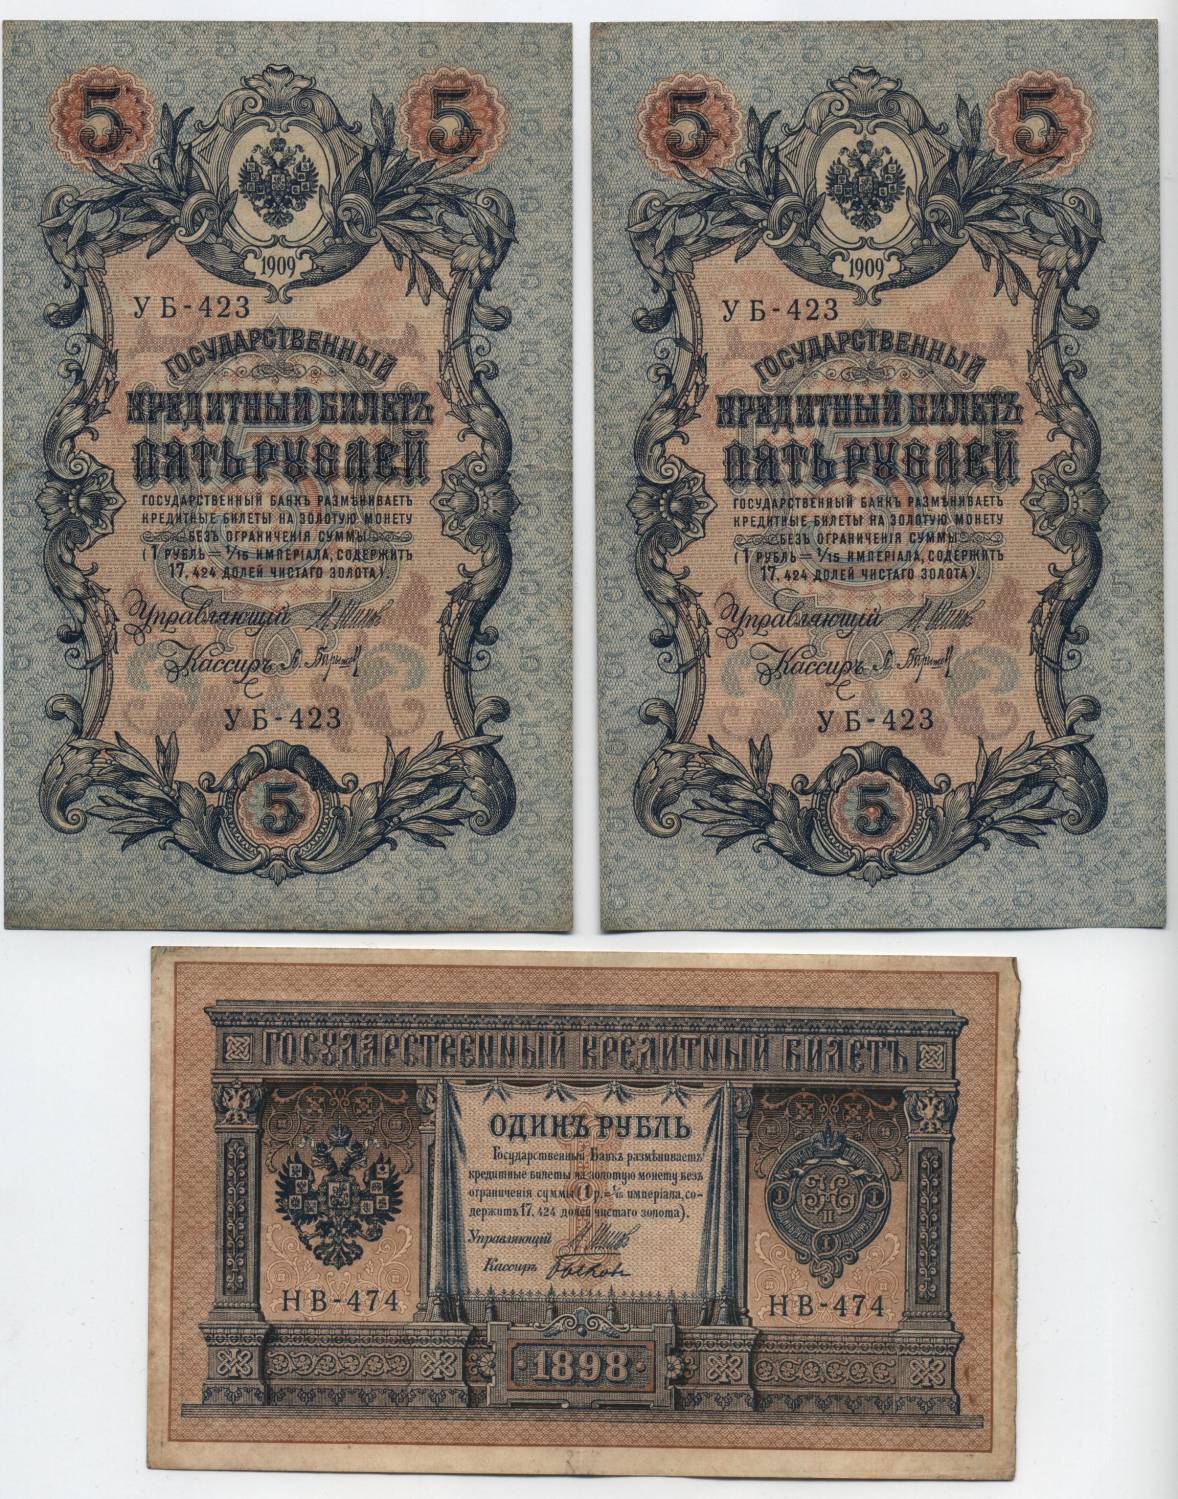 5 5
1909
УБ-423
ГОСУДАРСТВЕННЫЙ
КРЕДИТНЫЙ БИЛЕТЪ
ПЯТЬ РУБЛЕЙ
ГОСУДАРСТВЕННЫЙ БАНКЪ РАЗМѢНИВАЕТЪ
КРЕДИТНЫЕ БИЛЕТЫ НА ЗОЛОТУЮ МОНЕТУ
БЕЗЪ ОГРАНИЧЕНІЯ СУММЫ
(1 РУБЛЬ = 1/15 ИМПЕРІАЛА, СОДЕРЖИТЪ
17,424 ДОЛЕЙ ЧИСТАГО ЗОЛОТА).
Управляющій
Кассиръ
УБ-423
5
5 5
1909
УБ-423
ГОСУДАРСТВЕННЫЙ
КРЕДИТНЫЙ БИЛЕТЪ
ПЯТЬ РУБЛЕЙ
ГОСУДАРСТВЕННЫЙ БАНКЪ РАЗМѢНИВАЕТЪ
КРЕДИТНЫЕ БИЛЕТЫ НА ЗОЛОТУЮ МОНЕТУ
БЕЗЪ ОГРАНИЧЕНІЯ СУММЫ
(1 РУБЛЬ = 1/15 ИМПЕРІАЛА, СОДЕРЖИТЪ
17,424 ДОЛЕЙ ЧИСТАГО ЗОЛОТА).
Управляющій
Кассиръ
УБ-423
5
ГОСУДАРСТВЕННЫЙ КРЕДИТНЫЙ БИЛЕТЪ
ОДИНЪ РУБЛЬ
Государственный Банкъ размѣниваетъ
кредитные билеты на золотую монету безъ
ограниченія суммы (1 р. = 1/15 имперіала, со-
держитъ 17,424 долей чистаго золота).
Управляющій
Кассиръ
НВ-474 НВ-474
1898